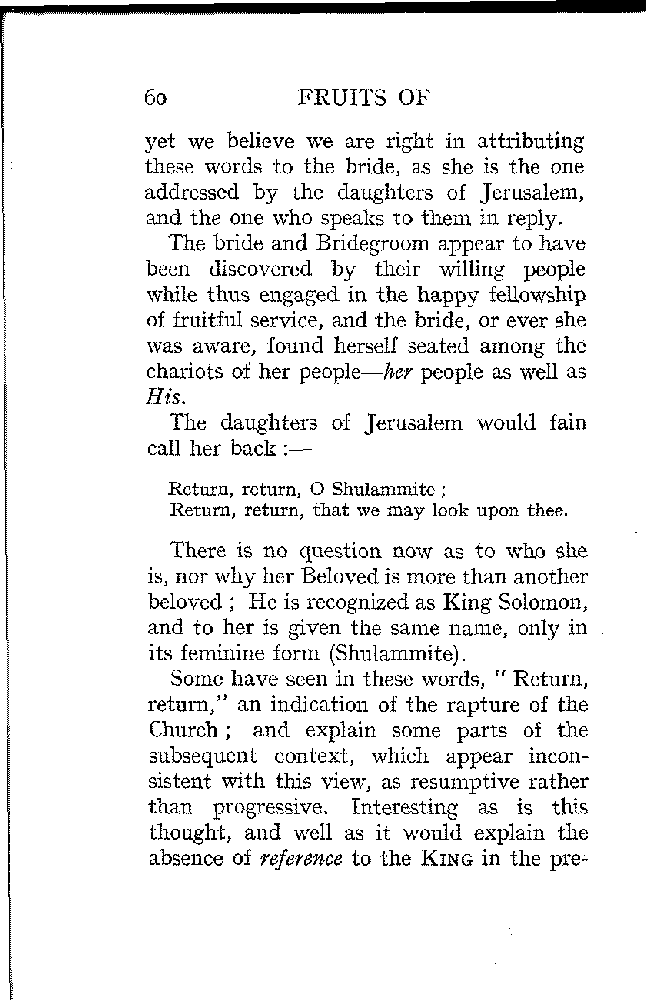 60 FRUITS OF
yet we believe we are right in attributing
these words to the bride, as she is the one
addressed by the daughters of Jerusalem,
and the one who speaks to them in reply.
The bride and Bridegroom appear to have
been discovered by their willing people
while thus engaged in the happy fellowship
of fruitful service, and the bride, or ever she
was aware, found herself seated among the
chariots of her people—her people as well as
His.
The daughters of Jerusalem would fain
call her back :—
Return, return, O Shulammite ;
Return, return, that we may look upon thee.
There is no question now as to who she
is, nor why her Beloved is more than another
beloved ; He is recognized as King Solomon,
and to her is given the same name, only in
its feminine form (Shulammite).
Some have seen in these words, " Return,
return," an indication of the rapture of the
Church ; and explain some parts of the
subsequent context, which appear incon-
sistent with this view, as resumptive rather
than progressive. Interesting as is this
thought, and well as it would explain the
absence of reference to the KING in the pre-